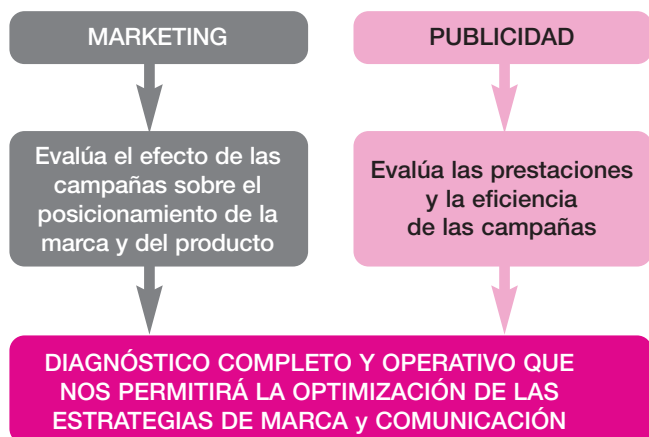 MARKETING
PUBLICIDAD
Evalúa el efecto de las
campañas sobre el
posicionamiento de la
marca y del producto
Evalúa las prestaciones
y la eficiencia
de las campañas
DIAGNÓSTICO COMPLETO Y OPERATIVO QUE
NOS PERMITIRÁ LA OPTIMIZACIÓN DE LAS
ESTRATEGIAS DE MARCA y COMUNICACIÓN